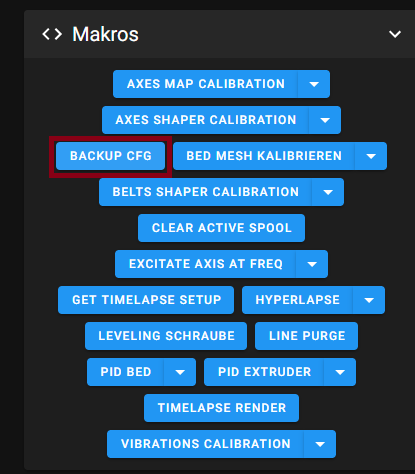 <> Makros
AXES MAP CALIBRATION
AXES SHAPER CALIBRATION
BACKUP CFG BED MESH KALIBRIEREN
BELTS SHAPER CALIBRATION
CLEAR ACTIVE SPOOL
EXCITATE AXIS AT FREQ
GET TIMELAPSE SETUP HYPERLAPSE
LEVELING SCHRAUBE LINE PURGE
PID BED PID EXTRUDER
TIMELAPSE RENDER
VIBRATIONS CALIBRATION